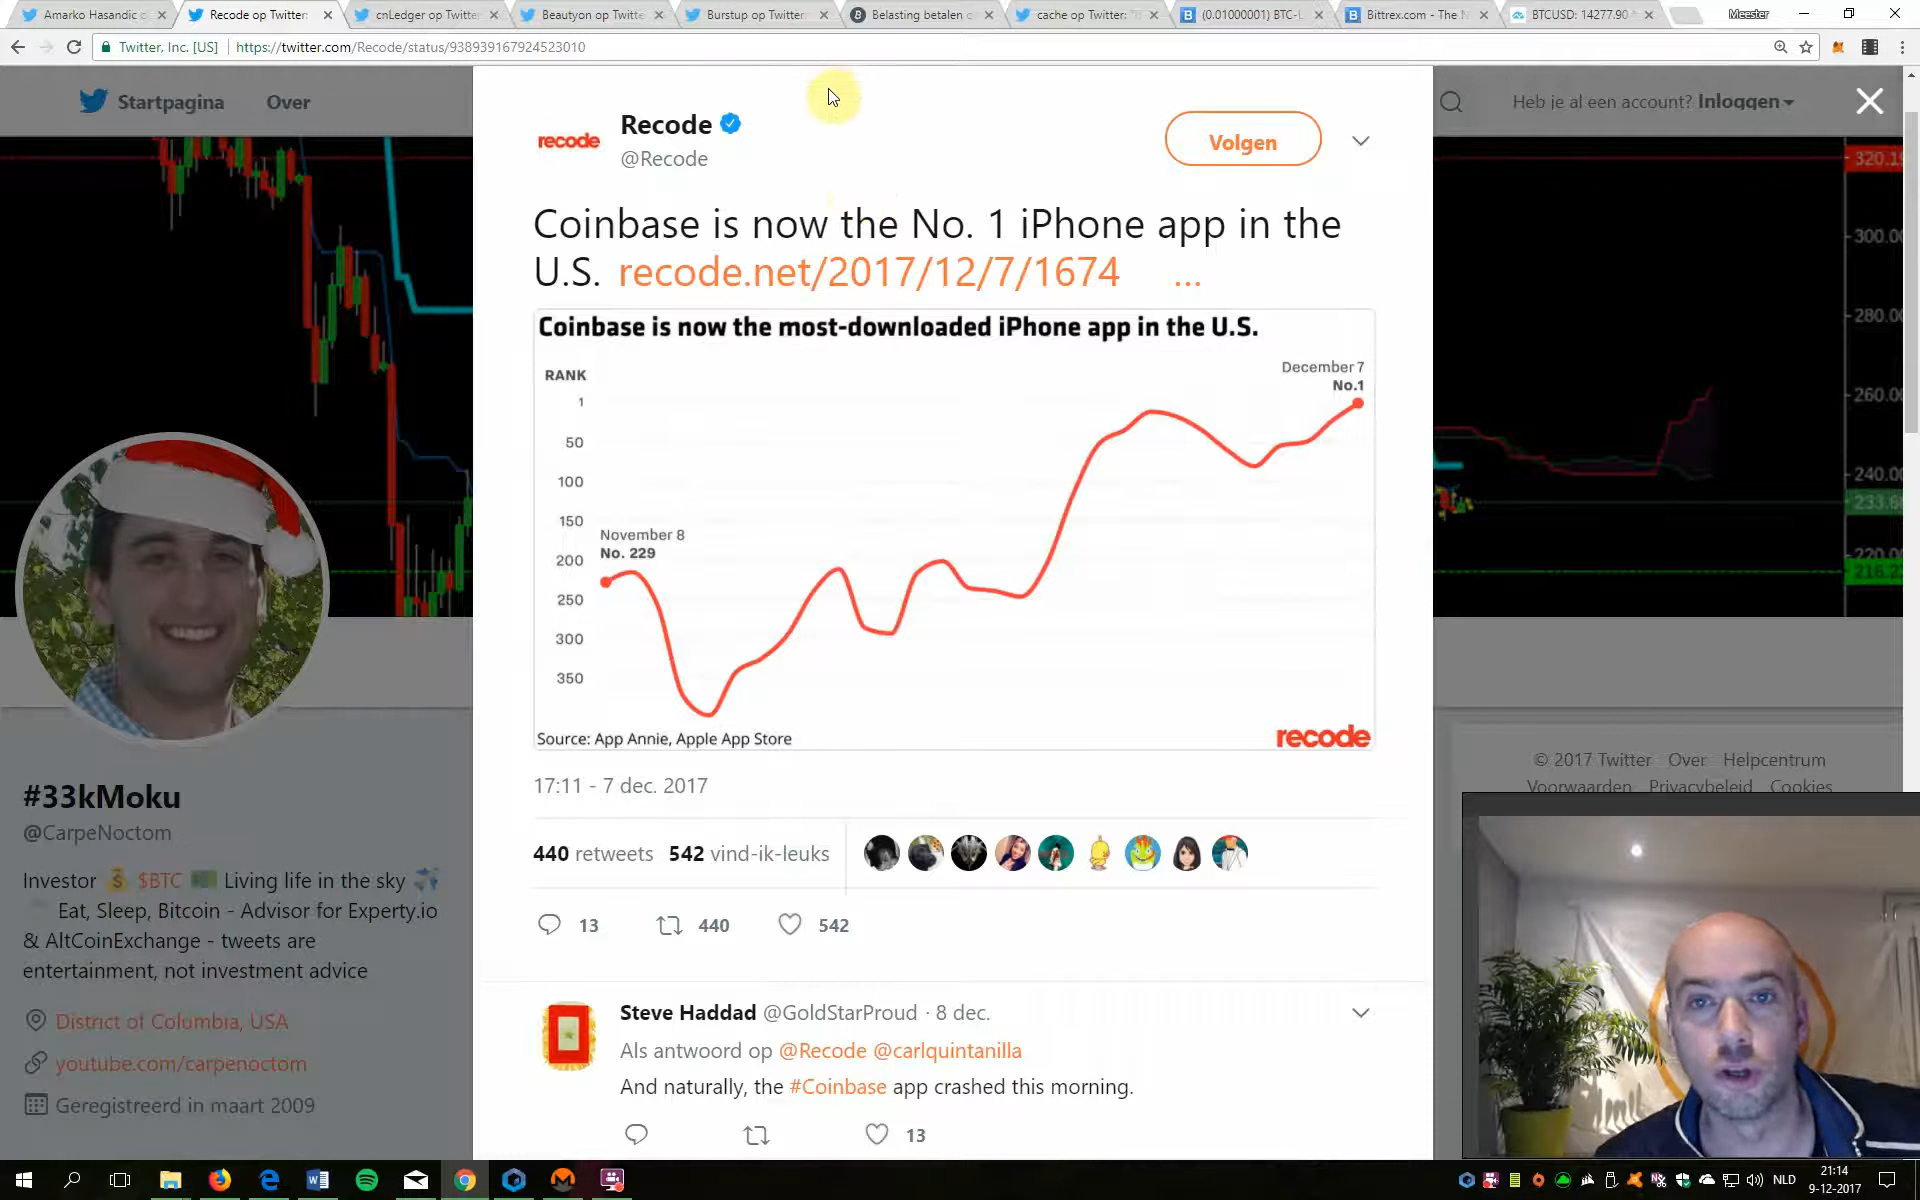 Amarko Hasandic
Recode op Twitter:
cnLedger op Twitter
Beautyon op Twitte
Burstup op Twitter:
Belasting betalen
cache op Twitter:
(0.01000001) BTC-L
Bittrex.com - The N
BTCUSD: 14277.90
Meester
Twitter, Inc. [US]
https://twitter.com/Recode/status/938939167924523010
Startpagina
Over
Heb je al een account? Inloggen
recode
Recode
@Recode
Volgen
Coinbase is now the No. 1 iPhone app in the
U.S. recode.net/2017/12/7/1674 ...
Coinbase is now the most-downloaded iPhone app in the U.S.
RANK
1
50
100
150
200
250
300
350
November 8
No. 229
December 7
No.1
Source: App Annie, Apple App Store
recode
17:11 - 7 dec. 2017
440 retweets 542 vind-ik-leuks
13
440
542
Steve Haddad @GoldStarProud · 8 dec.
Als antwoord op @Recode @carlquintanilla
And naturally, the #Coinbase app crashed this morning.
13
#33kMoku
@CarpeNoctom
Investor $BTC Living life in the sky
Eat, Sleep, Bitcoin - Advisor for Experty.io
& AltCoinExchange - tweets are
entertainment, not investment advice
District of Colombia, USA
youtube.com/carpenoctom
Geregistreerd in maart 2009
320.19
300.00
280.00
260.00
240.00
233.6
220.00
216.2
© 2017 Twitter Over Helpcentrum
Voorwaarden Privacybeleid Cookies
NLD
21:14
9-12-2017